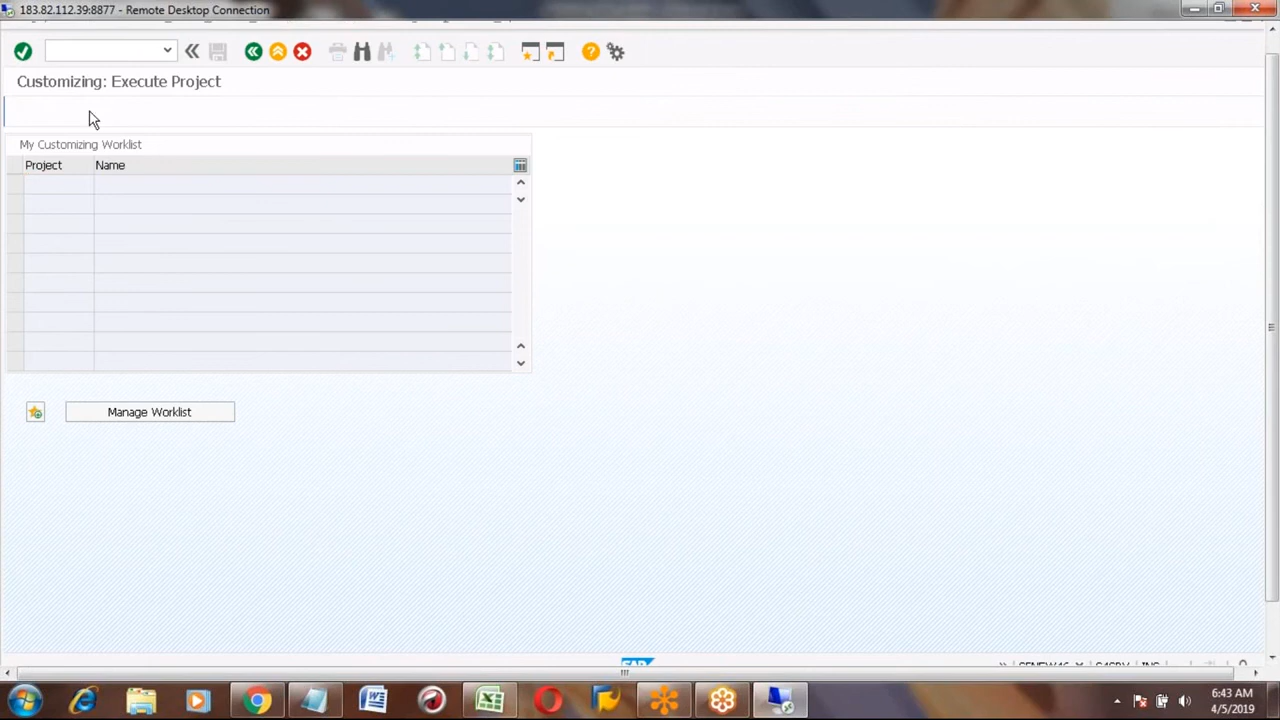 183.82.112.39:8877 - Remote Desktop Connection
Customizing: Execute Project
My Customizing Worklist
Project Name
Manage Worklist
SAP
6:43 AM
4/5/2019